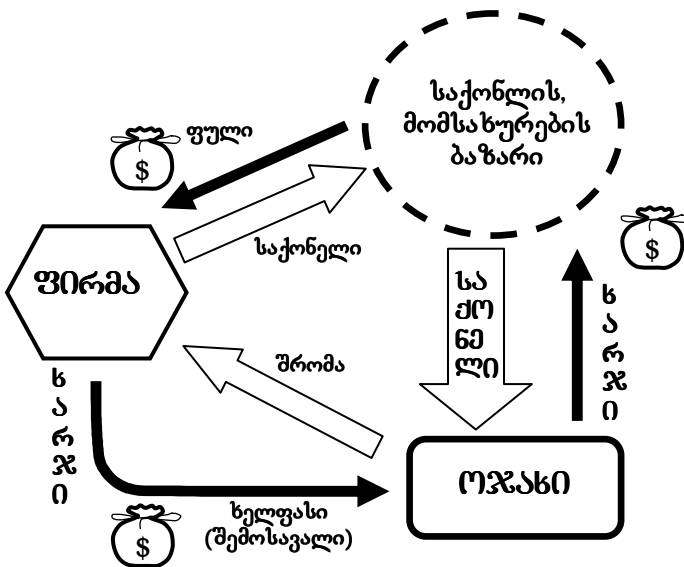 საქონლის,
მომსახურების
ბაზარი
ფული
$
საქონელი
$
ფირმა
სა
ქო
ნე
ლი
ხ
ა
რ
ჯ
ი
შრომა
ხ
ა
რ
ჯ
ი
ოჯახი
ხელფასი
(შემოსავალი)
$